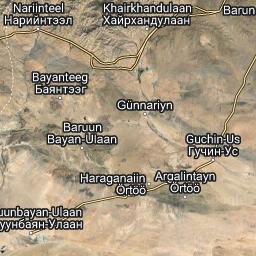 Nariinteel
Нарийнтээл
Khairkhandulaan
Хайрхандулаан
Barun
Bayanteeg
Баянтээг
Günnariyn
Baruun
Bayan-Ulaan
Guchin-Us
Гучин-Ус
Haraganaiin
Örtöö
Argalintayn
Örtöö
uunbayan-Ulaan
уунбаян-Улаан